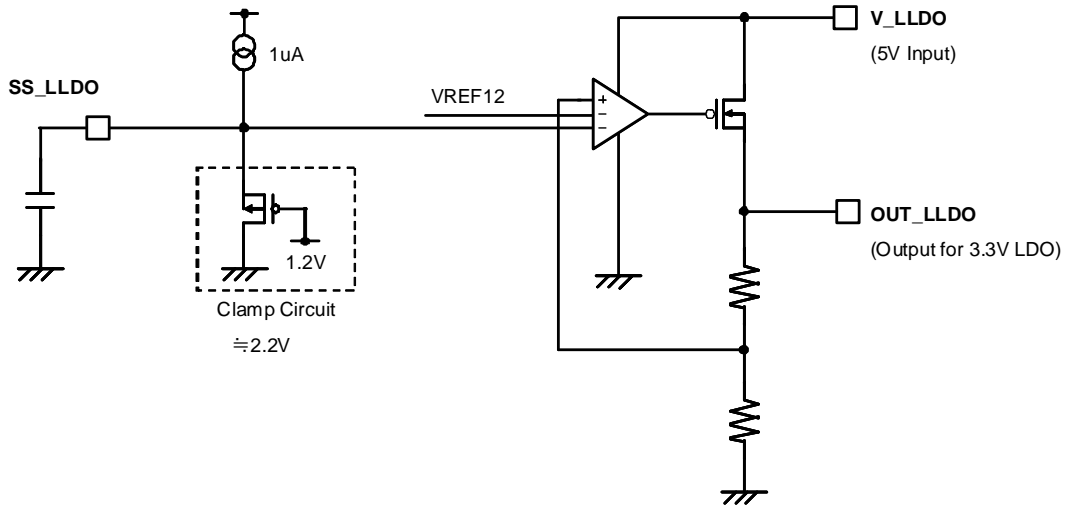 V_LLDO
(5V Input)
1uA
SS_LLDO
VREF12
+
−
−
OUT_LLDO
(Output for 3.3V LDO)
1.2V
Clamp Circuit
≒2.2V